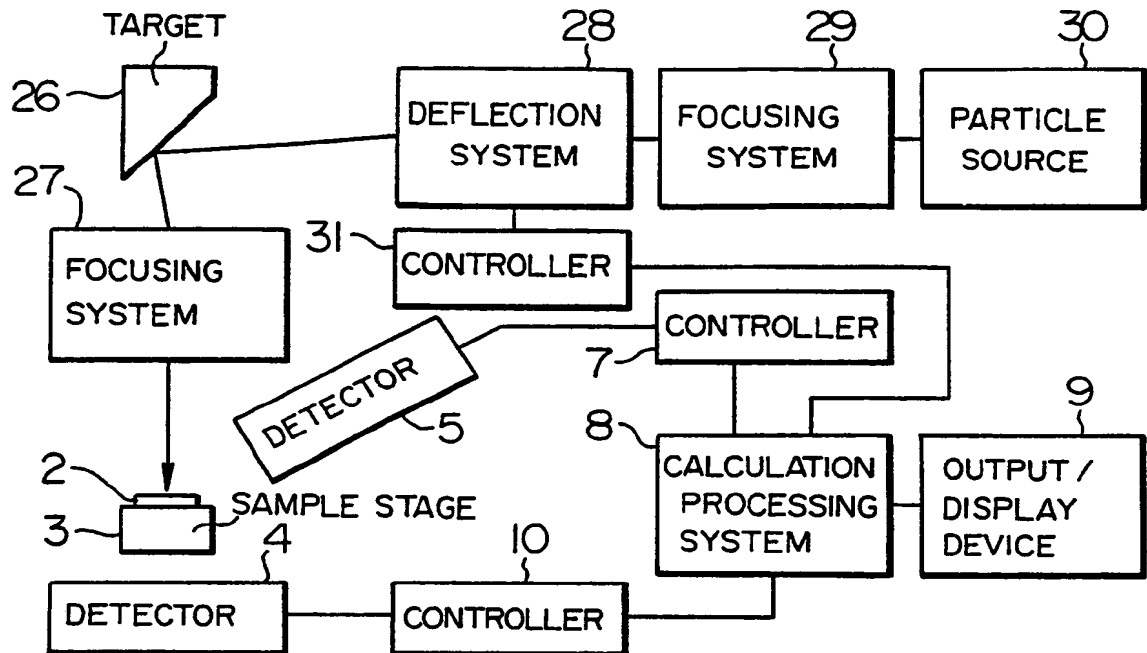 TARGET
26
28
29
30
DEFLECTION
SYSTEM
FOCUSING
SYSTEM
PARTICLE
SOURCE
27
FOCUSING
SYSTEM
31
CONTROLLER
CONTROLLER
7
DETECTOR
5
8
CALCULATION
PROCESSING
SYSTEM
9
OUTPUT /
DISPLAY
DEVICE
2
SAMPLE STAGE
3
4
DETECTOR
10
CONTROLLER